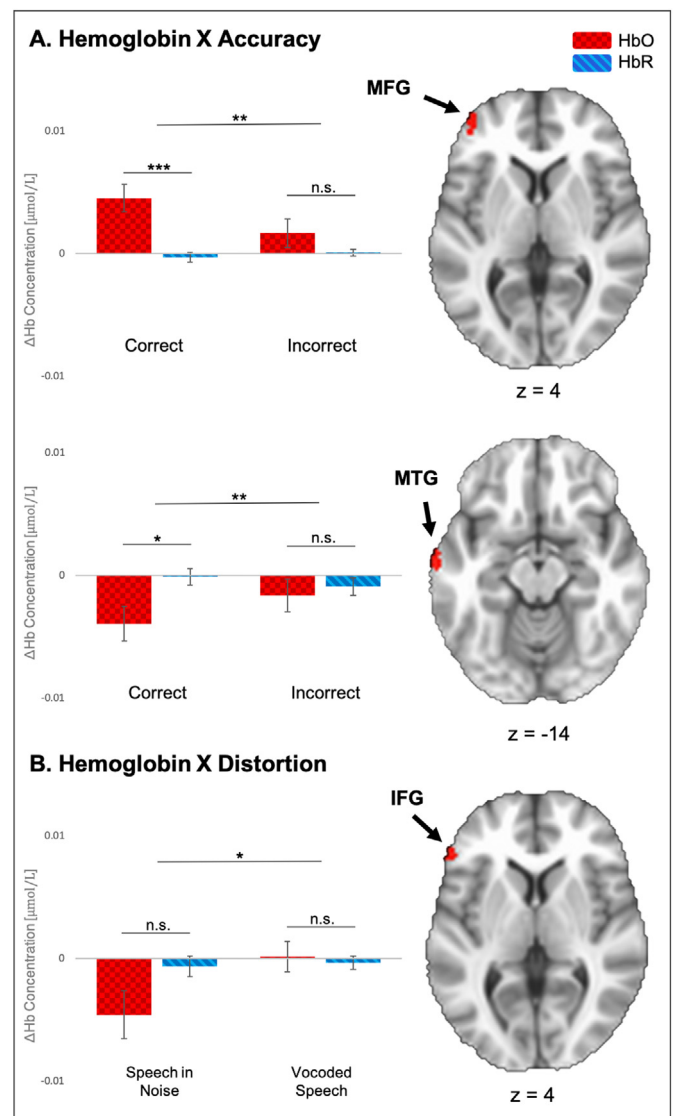 A. Hemoglobin X Accuracy
HbO
HbR
MFG
0.01
**
***
n.s.
ΔHb Concentration [μmol/L]
0
Correct
Incorrect
-0.01
z = 4
0.01
MTG
**
*
n.s.
ΔHb Concentration [μmol/L]
0
-0.01
Correct
Incorrect
z = -14
B. Hemoglobin X Distortion
IFG
0.01
*
n.s.
n.s.
ΔHb Concentration [μmol/L]
0
Speech in
Noise
Vocoded
Speech
-0.01
z = 4